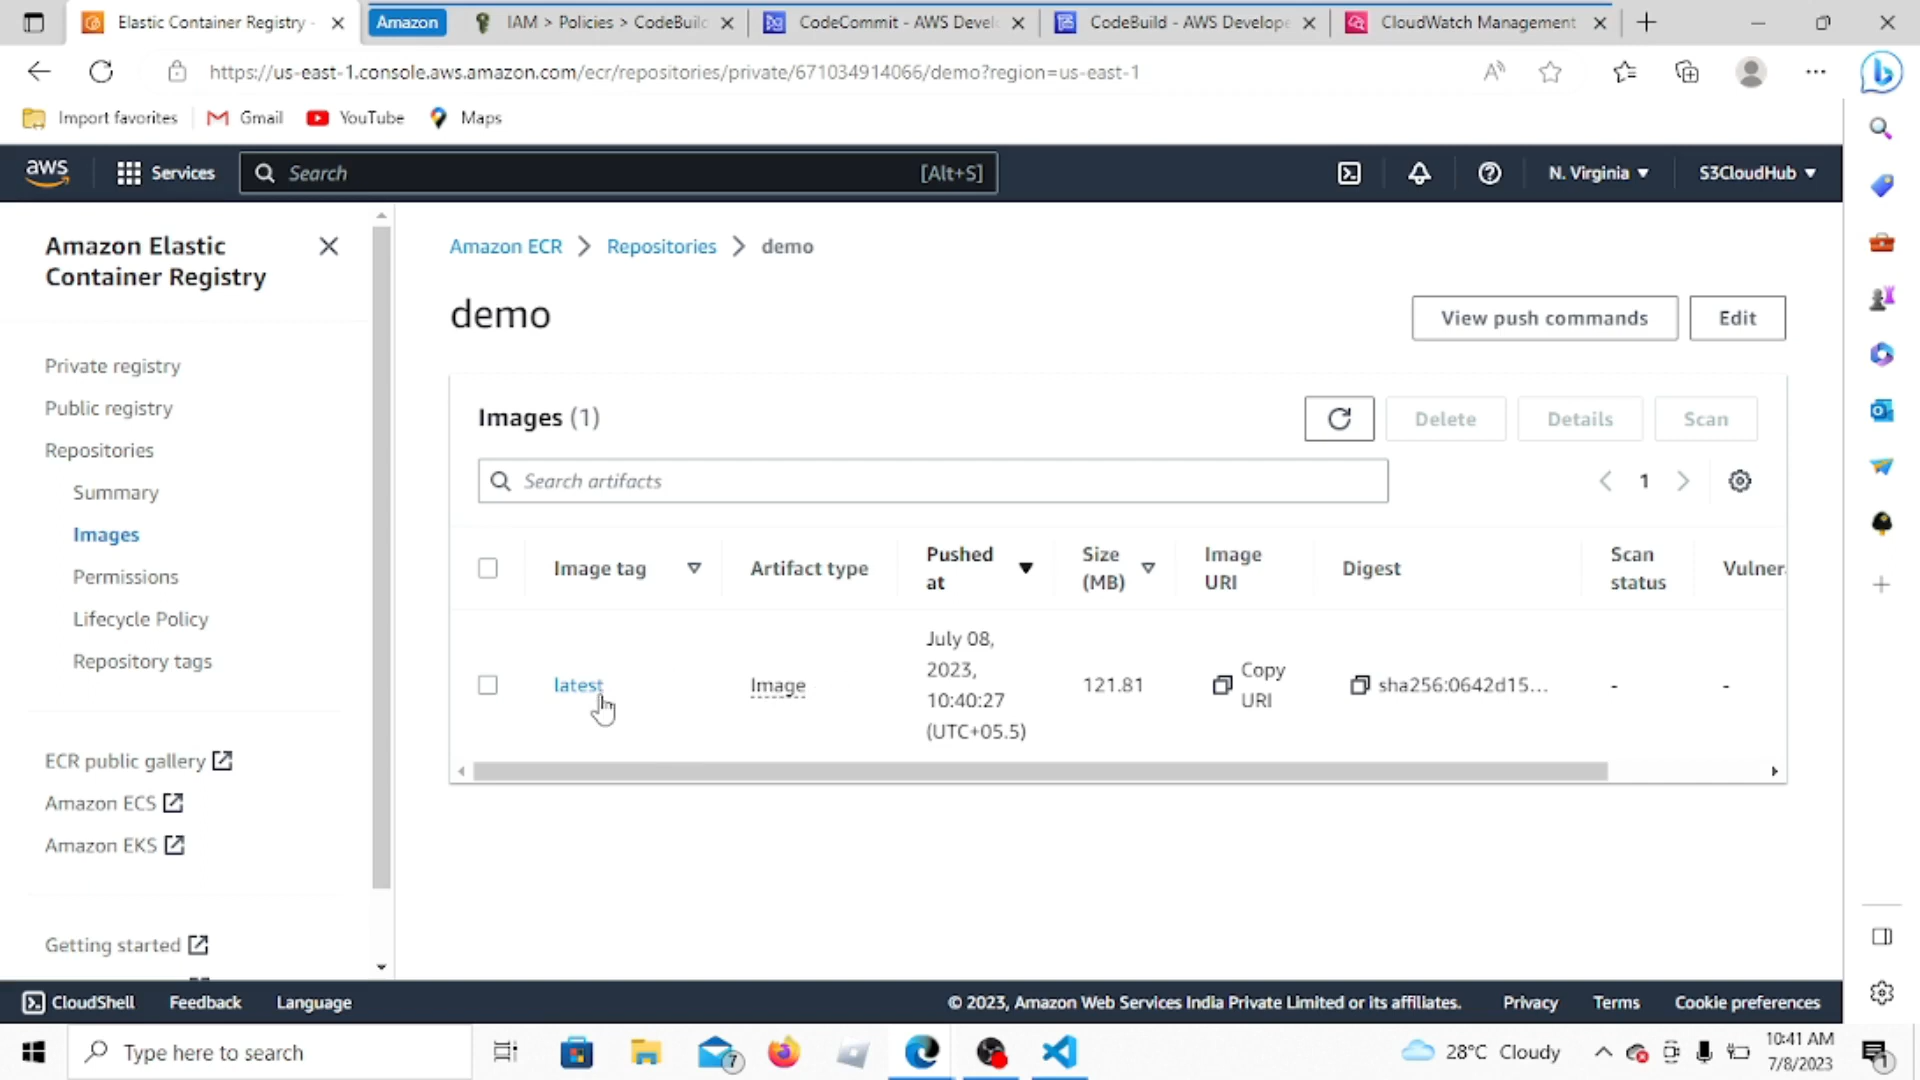 Elastic Container Registry -
Amazon
IAM > Policies > CodeBuild
CodeCommit - AWS Devel
CodeBuild - AWS Develope
CloudWatch Management
https://us-east-1.console.aws.amazon.com/ecr/repositories/private/671034914066/demo?region=us-east-1
Import favorites
Gmail
YouTube
Maps
aws
Services
Search
[Alt+S]
N. Virginia
S3CloudHub
Amazon Elastic
Container Registry
Private registry
Public registry
Repositories
Summary
Images
Permissions
Lifecycle Policy
Repository tags
ECR public gallery
Amazon ECS
Amazon EKS
Getting started
Amazon ECR
Repositories
demo
demo
View push commands
Edit
Images (1)
Delete
Details
Scan
Search artifacts
1
Image tag
Artifact type
Pushed
at
Size
(MB)
Image
URI
Digest
Scan
status
Vulner
latest
Image
July 08,
2023,
10:40:27
(UTC+05.5)
121.81
Copy
URI
sha256:0642d15...
-
-
CloudShell
Feedback
Language
© 2023, Amazon Web Services India Private Limited or its affiliates.
Privacy
Terms
Cookie preferences
Type here to search
7
28°C Cloudy
10:41 AM
7/8/2023
1